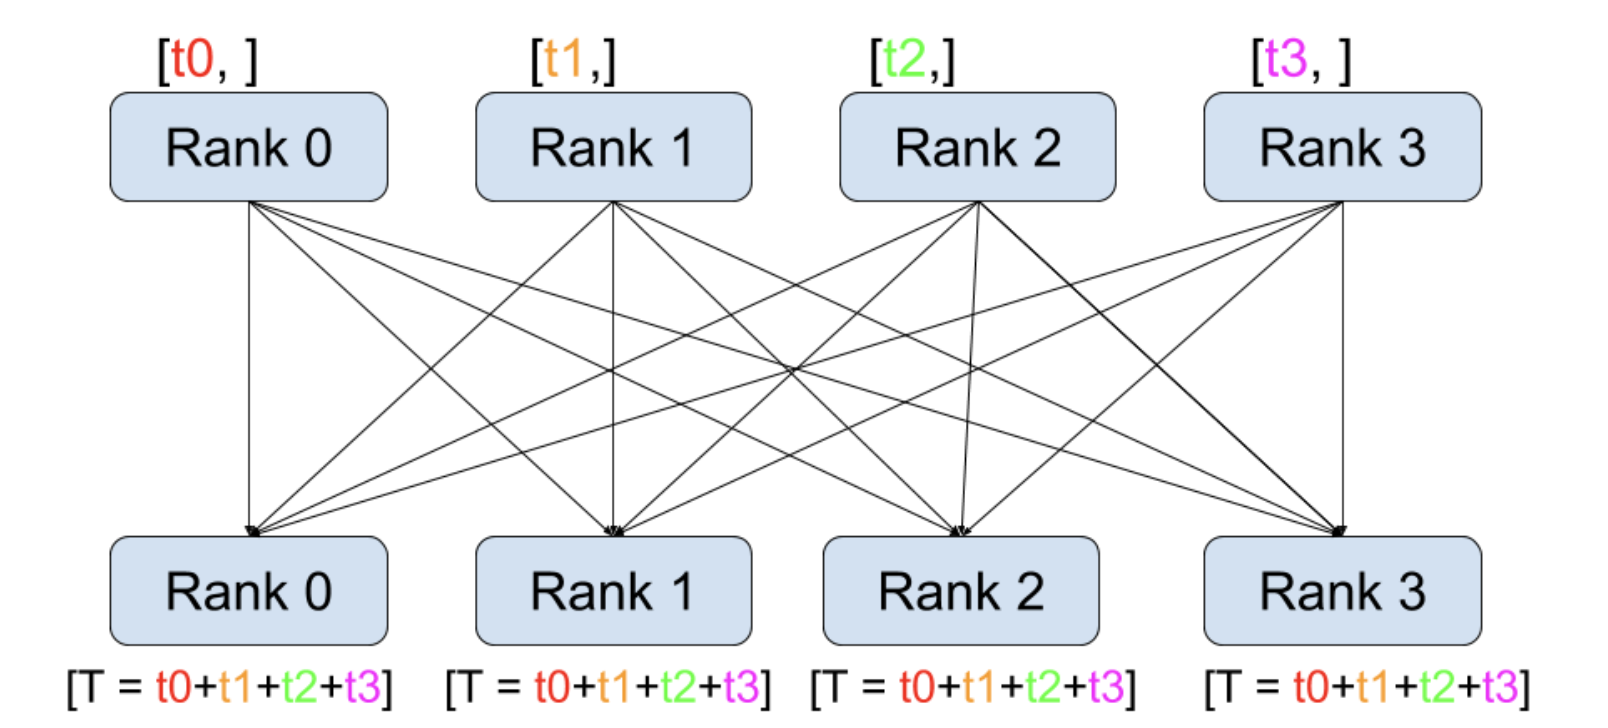 [t0, ] [t1,] [t2,] [t3, ]
Rank 0 Rank 1 Rank 2 Rank 3
Rank 0 Rank 1 Rank 2 Rank 3
[T = t0+t1+t2+t3] [T = t0+t1+t2+t3] [T = t0+t1+t2+t3] [T = t0+t1+t2+t3]